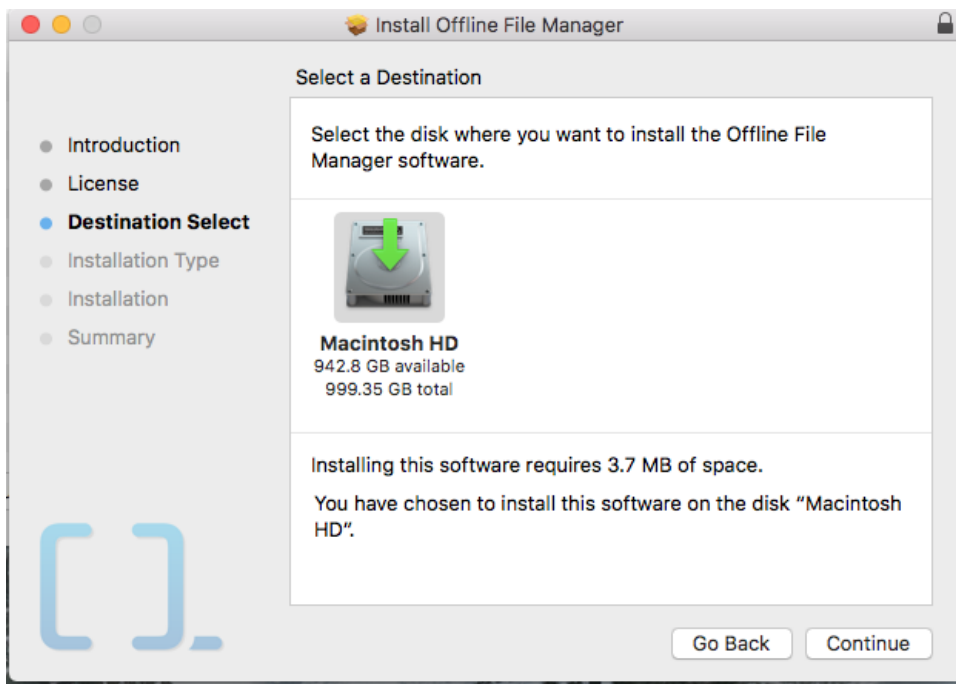 Install Offline File Manager
Select a Destination
Introduction
License
Destination Select
Installation Type
Installation
Summary
Select the disk where you want to install the Offline File
Manager software.
Macintosh HD
942.8 GB available
999.35 GB total
Installing this software requires 3.7 MB of space.
You have chosen to install this software on the disk “Macintosh
HD”.
Go Back
Continue